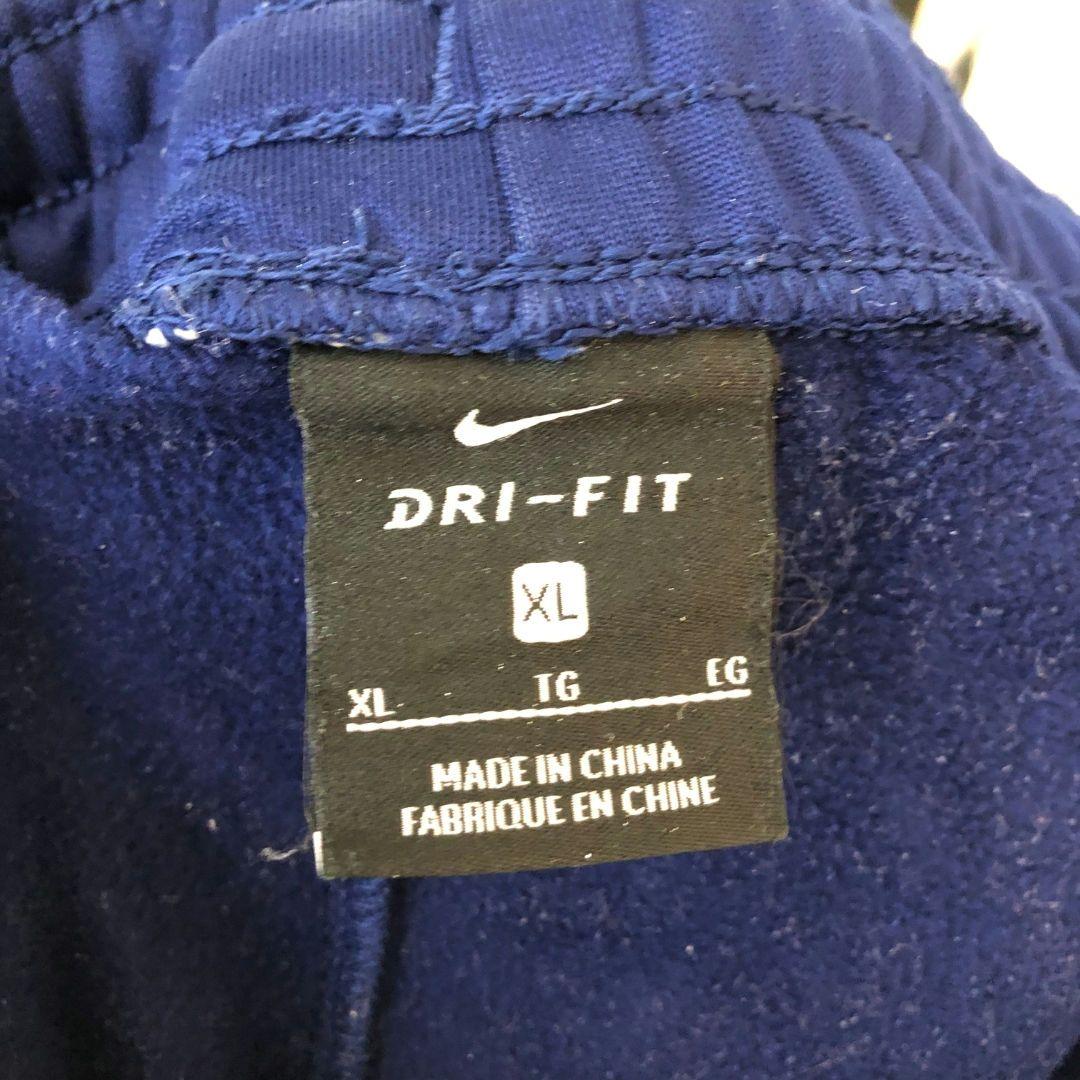 DRI-FIT
XL
XL TG EG
MADE IN CHINA
FABRIQUE EN CHINE